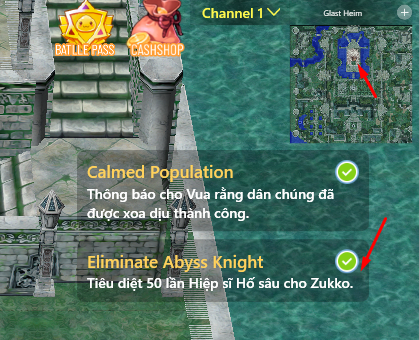 Channel 1
Glast Heim
BATTLE PASS
CASHSHOP
Calmed Population
Thông báo cho Vua rằng dân chúng đã
được xoa dịu thành công.
Eliminate Abyss Knight
Tiêu diệt 50 lần Hiệp sĩ Hố sâu cho Zukko.